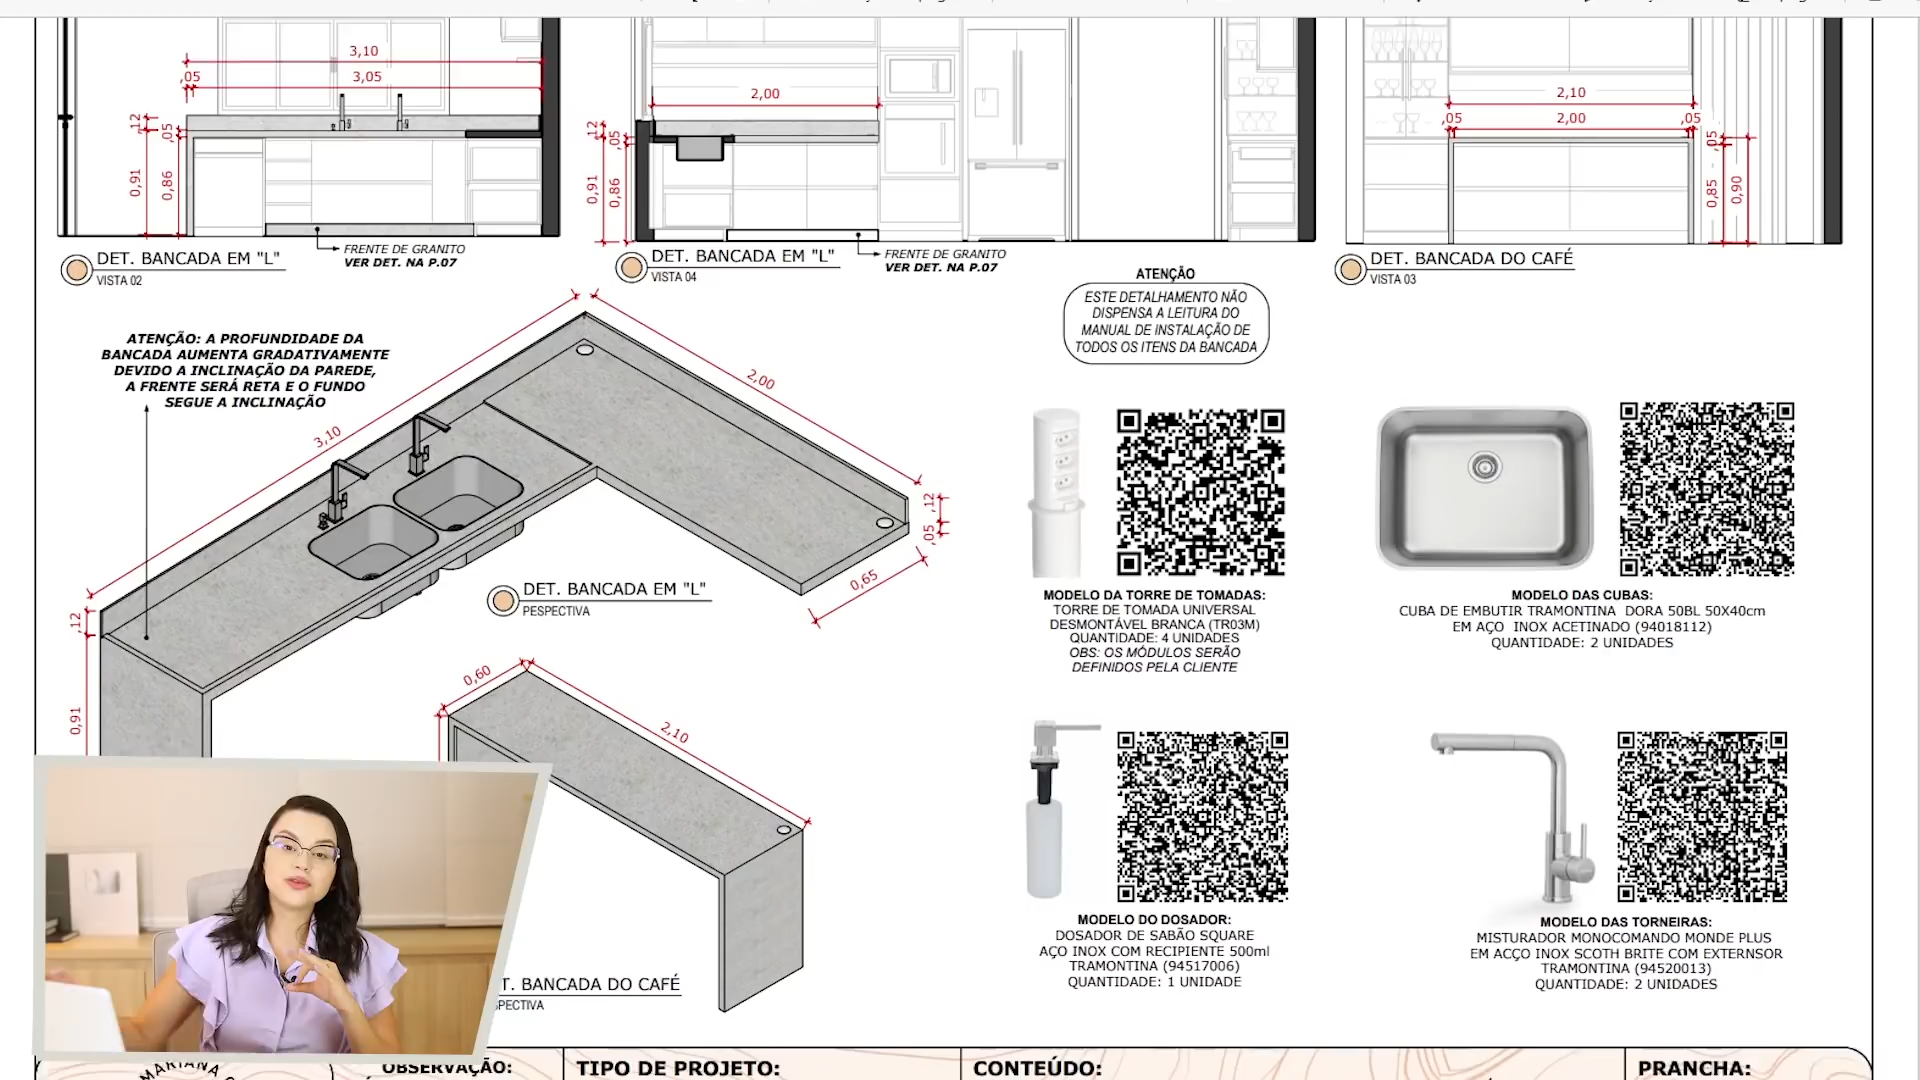 3,10
,05
3,05
,12
,05
0,91
0,86
FRENTE DE GRANITO
VER DET. NA P.07
DET. BANCADA EM "L"
VISTA 02
2,00
,12
,05
0,91
0,86
FRENTE DE GRANITO
VER DET. NA P.07
DET. BANCADA EM "L"
VISTA 04
2,10
,05
2,00
,05
,05
0,85
0,90
DET. BANCADA DO CAFÉ
VISTA 03
ATENÇÃO
ESTE DETALHAMENTO NÃO
DISPENSA A LEITURA DO
MANUAL DE INSTALAÇÃO DE
TODOS OS ITENS DA BANCADA
ATENÇÃO: A PROFUNDIDADE DA
BANCADA AUMENTA GRADATIVAMENTE
DEVIDO A INCLINAÇÃO DA PAREDE,
A FRENTE SERÁ RETA E O FUNDO
SEGUE A INCLINAÇÃO
3,10
2,00
,12
,05
0,65
,12
0,91
DET. BANCADA EM "L"
PESPECTIVA
0,60
2,10
T. BANCADA DO CAFÉ
SPECTIVA
MODELO DA TORRE DE TOMADAS:
TORRE DE TOMADA UNIVERSAL
DESMONTÁVEL BRANCA (TR03M)
QUANTIDADE: 4 UNIDADES
OBS: OS MÓDULOS SERÃO
DEFINIDOS PELA CLIENTE
MODELO DAS CUBAS:
CUBA DE EMBUTIR TRAMONTINA DORA 50BL 50X40cm
EM AÇO INOX ACETINADO (94018112)
QUANTIDADE: 2 UNIDADES
MODELO DO DOSADOR:
DOSADOR DE SABÃO SQUARE
AÇO INOX COM RECIPIENTE 500ml
TRAMONTINA (94517006)
QUANTIDADE: 1 UNIDADE
MODELO DAS TORNEIRAS:
MISTURADOR MONOCOMANDO MONDE PLUS
EM ACÇO INOX SCOTH BRITE COM EXTERNSOR
TRAMONTINA (94520013)
QUANTIDADE: 2 UNIDADES
MARIANA
OBSERVAÇÃO:
TIPO DE PROJETO:
CONTEÚDO:
PRANCHA: